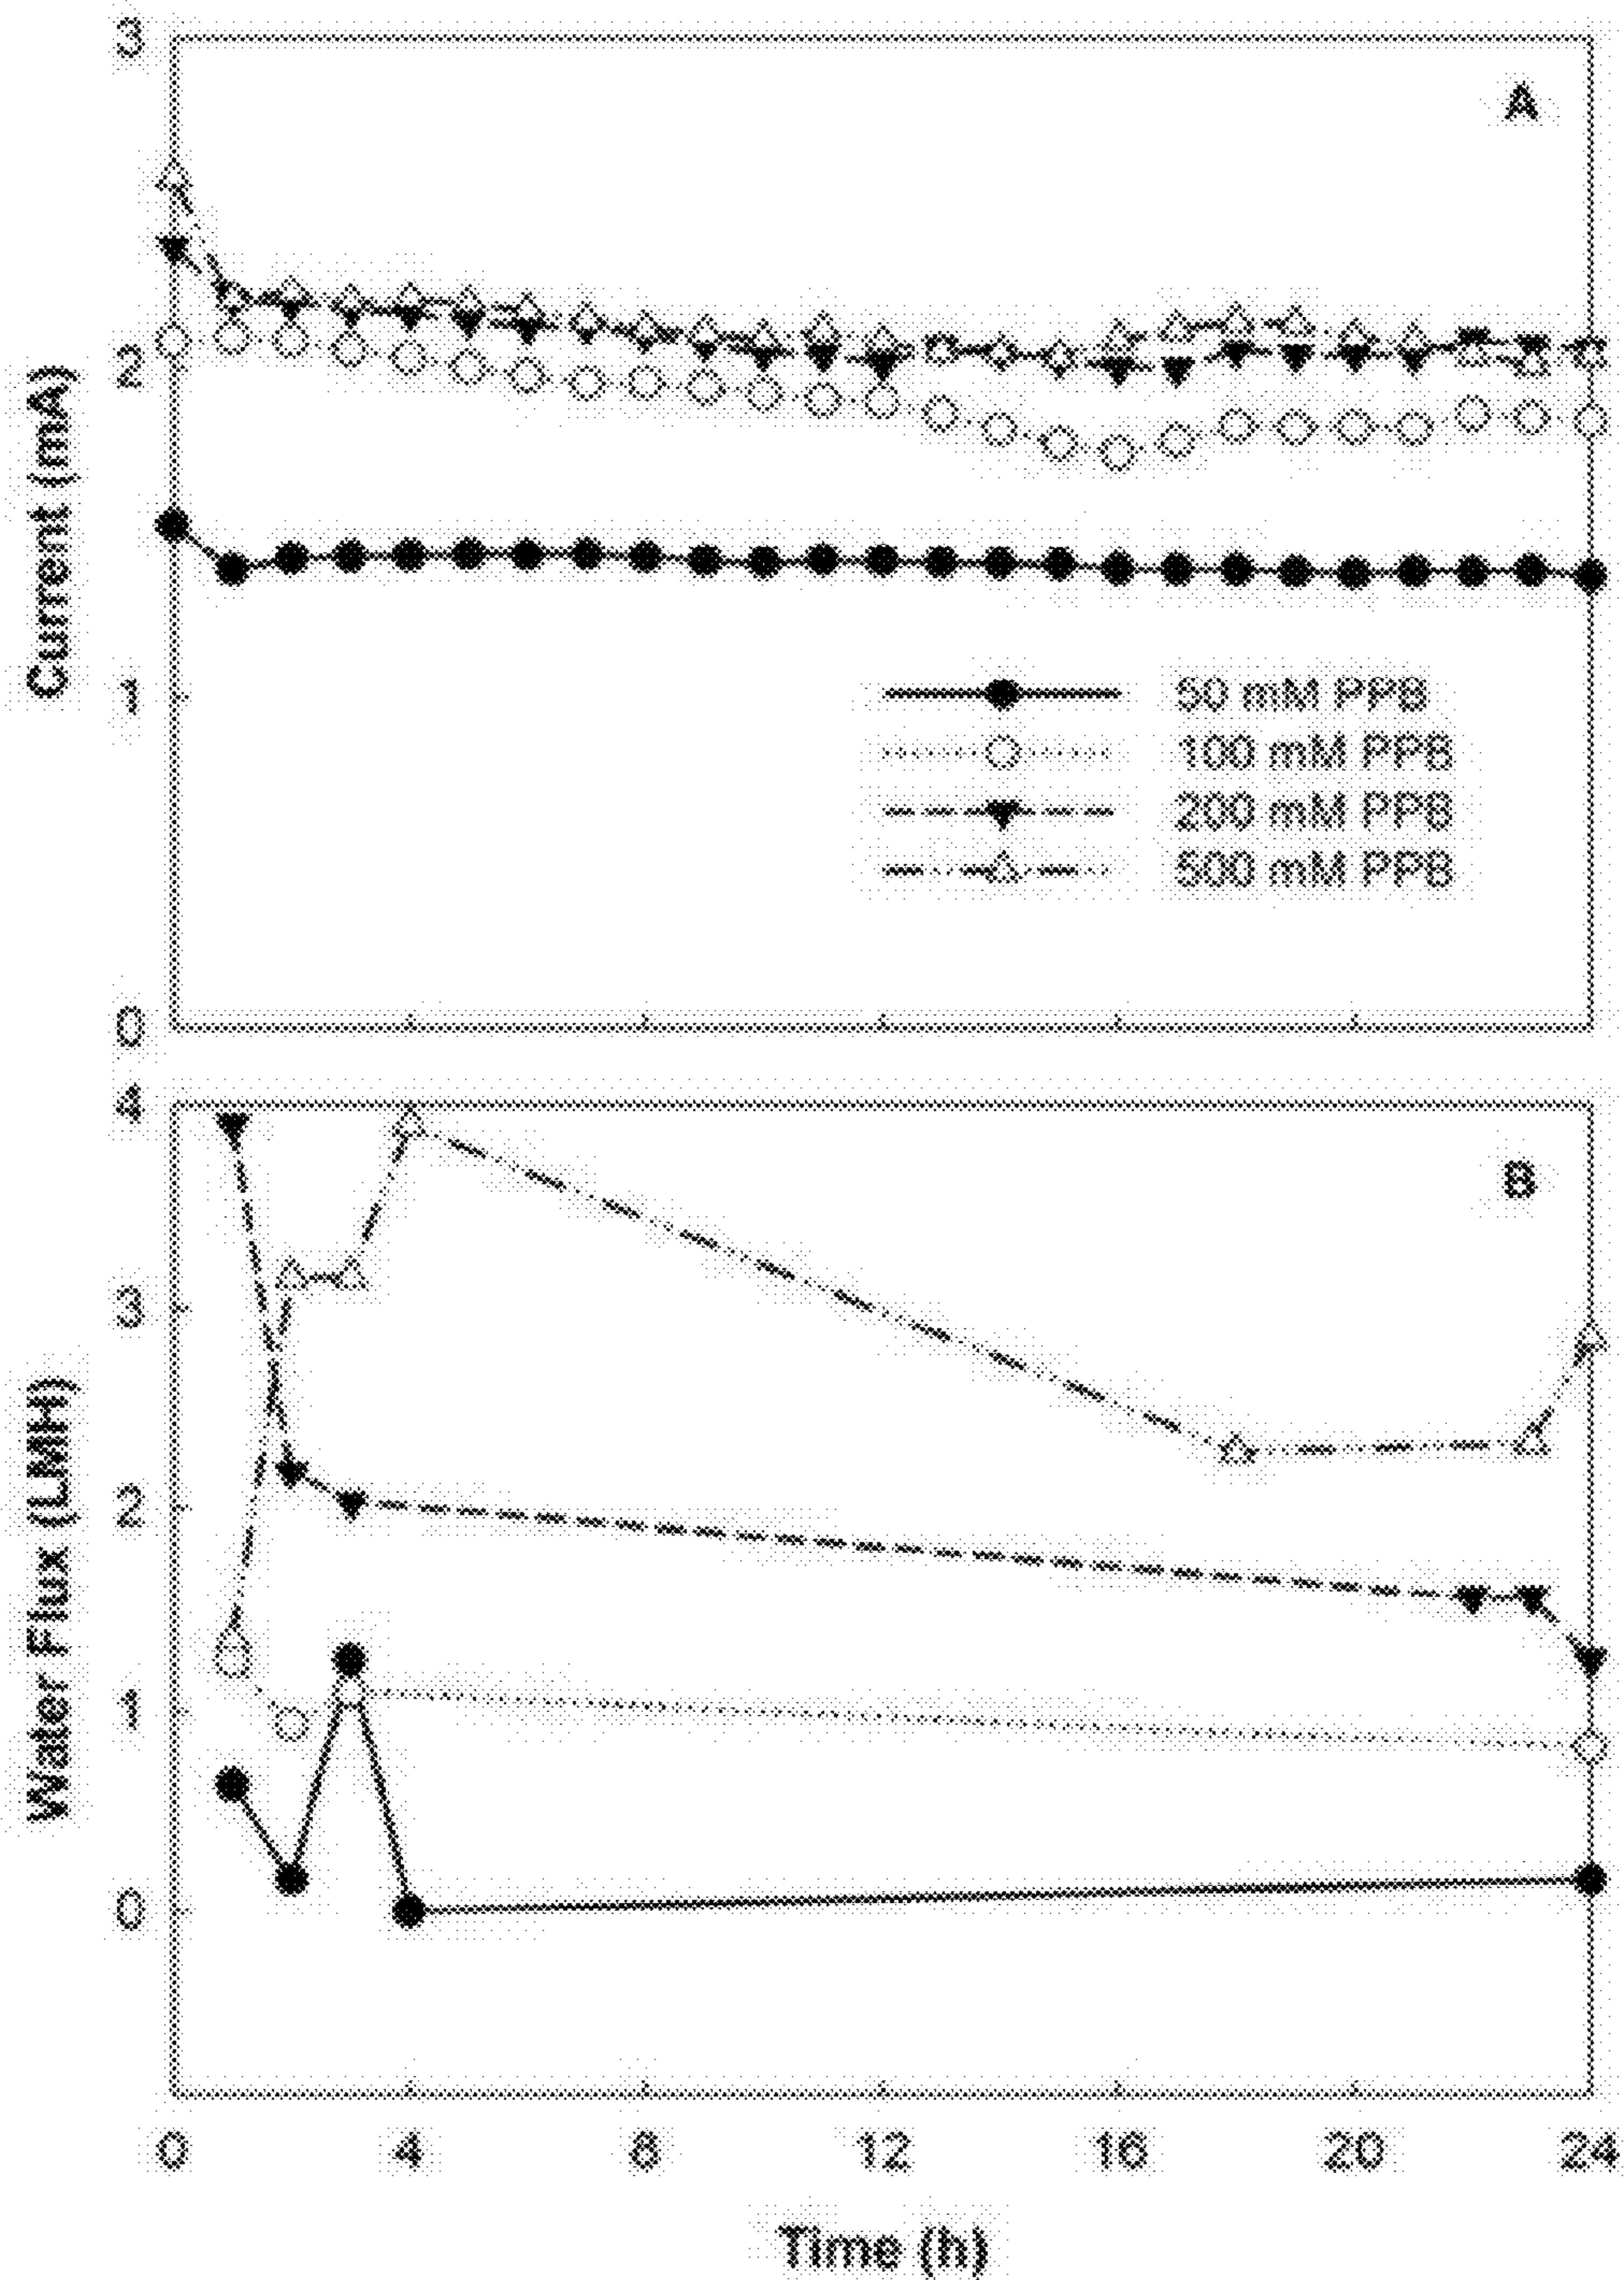 3
A
2
Current (mA)
1
50 mM PPB
100 mM PPB
200 mM PPB
500 mM PPB
0
4
B
3
Water Flux (LMH)
2
1
0
0 4 8 12 16 20 24
Time (h)